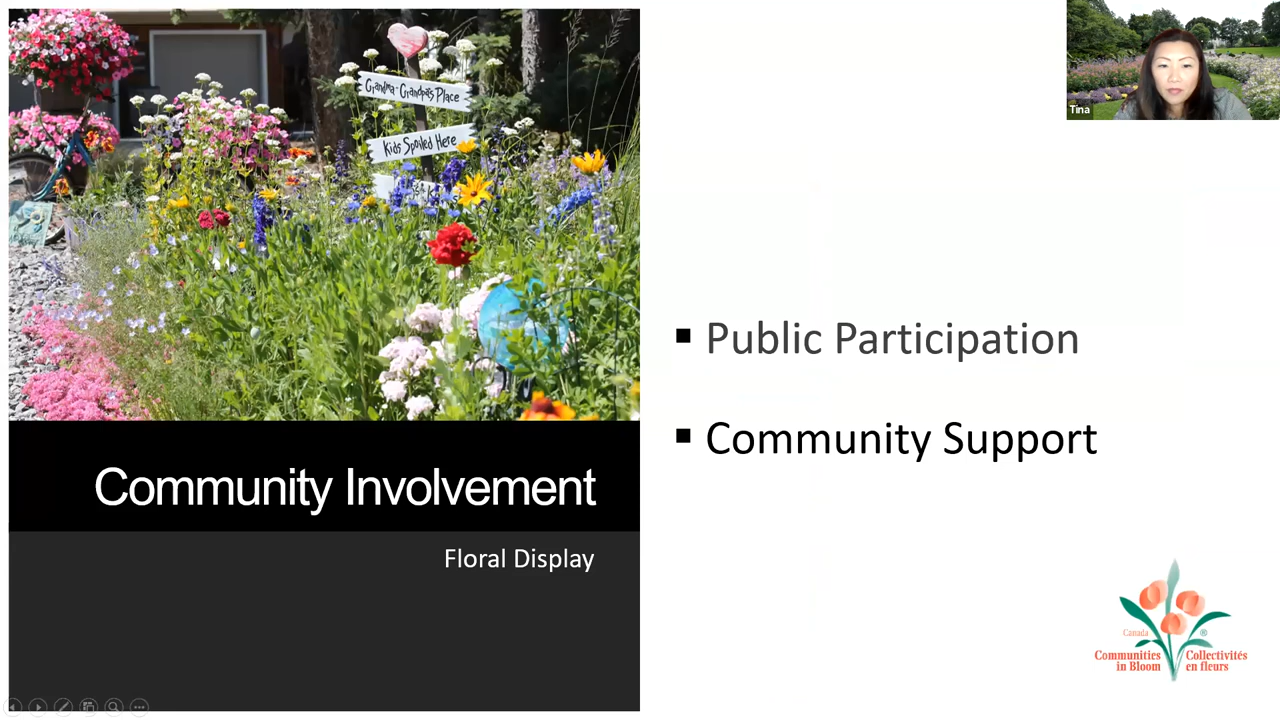 Grandma-Grandpa's Place
Kids Spoiled Here
Tina
Public Participation
Community Support
Community Involvement
Floral Display
Canada ®
Communities Collectivités
in Bloom en fleurs